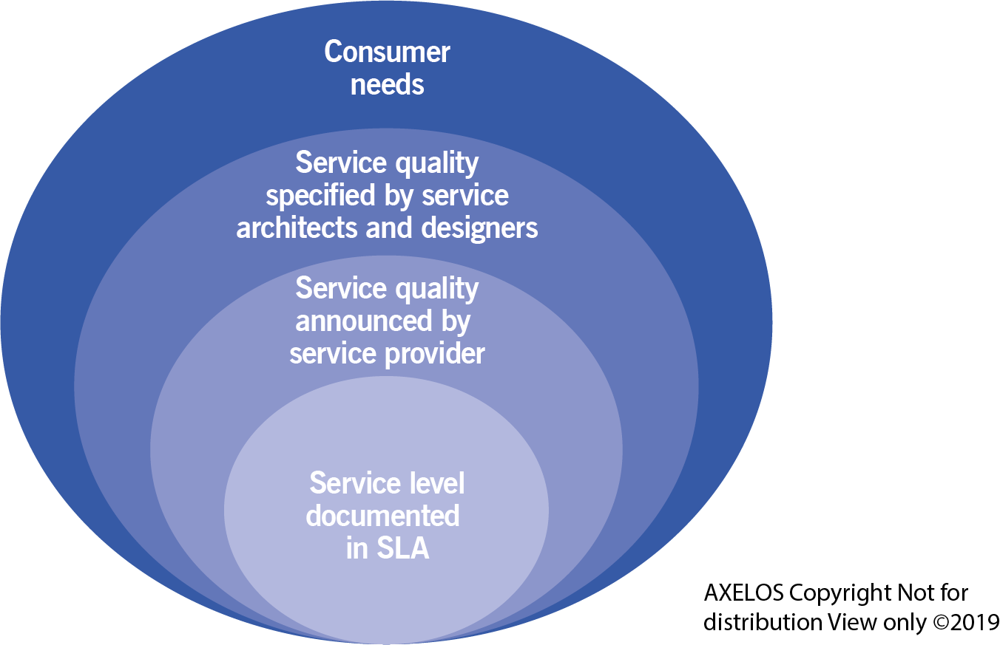 Consumer
needs
Service quality
specified by service
architects and designers
Service quality
announced by
service provider
Service level
documented
in SLA
AXELOS Copyright Not for
distribution View only ©2019